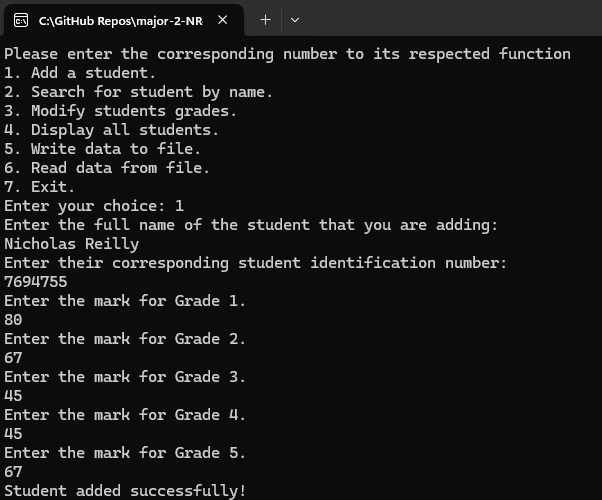 C:\GitHub Repos\major-2-NR
Please enter the corresponding number to its respected function
1. Add a student.
2. Search for student by name.
3. Modify students grades.
4. Display all students.
5. Write data to file.
6. Read data from file.
7. Exit.
Enter your choice: 1
Enter the full name of the student that you are adding:
Nicholas Reilly
Enter their corresponding student identification number:
7694755
Enter the mark for Grade 1.
80
Enter the mark for Grade 2.
67
Enter the mark for Grade 3.
45
Enter the mark for Grade 4.
45
Enter the mark for Grade 5.
67
Student added successfully!